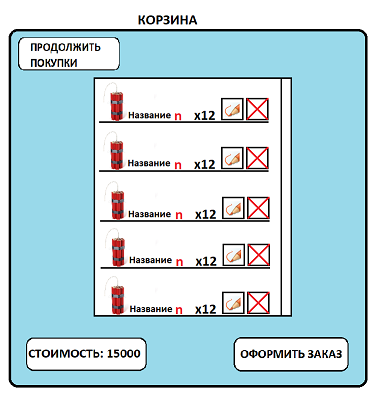 КОРЗИНА
ПРОДОЛЖИТЬ
ПОКУПКИ
Название n x12
Название n x12
Название n x12
Название n x12
Название n x12
СТОИМОСТЬ: 15000
ОФОРМИТЬ ЗАКАЗ